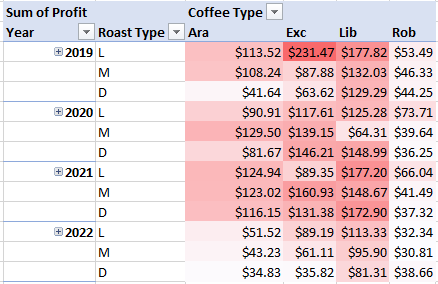 Sum of Profit Coffee Type
Year Roast Type Ara Exc Lib Rob
2019 L $113.52 $231.47 $177.82 $53.49
M $108.24 $87.88 $132.03 $46.33
D $41.64 $63.62 $129.29 $44.25
2020 L $90.91 $117.61 $125.28 $73.71
M $129.50 $139.15 $64.31 $39.64
D $81.67 $146.21 $148.99 $36.25
2021 L $124.94 $89.35 $177.20 $66.04
M $123.02 $160.93 $148.67 $41.49
D $116.15 $131.38 $172.90 $37.32
2022 L $51.52 $89.19 $113.33 $32.34
M $43.23 $61.11 $95.90 $30.81
D $34.83 $35.82 $81.31 $38.66